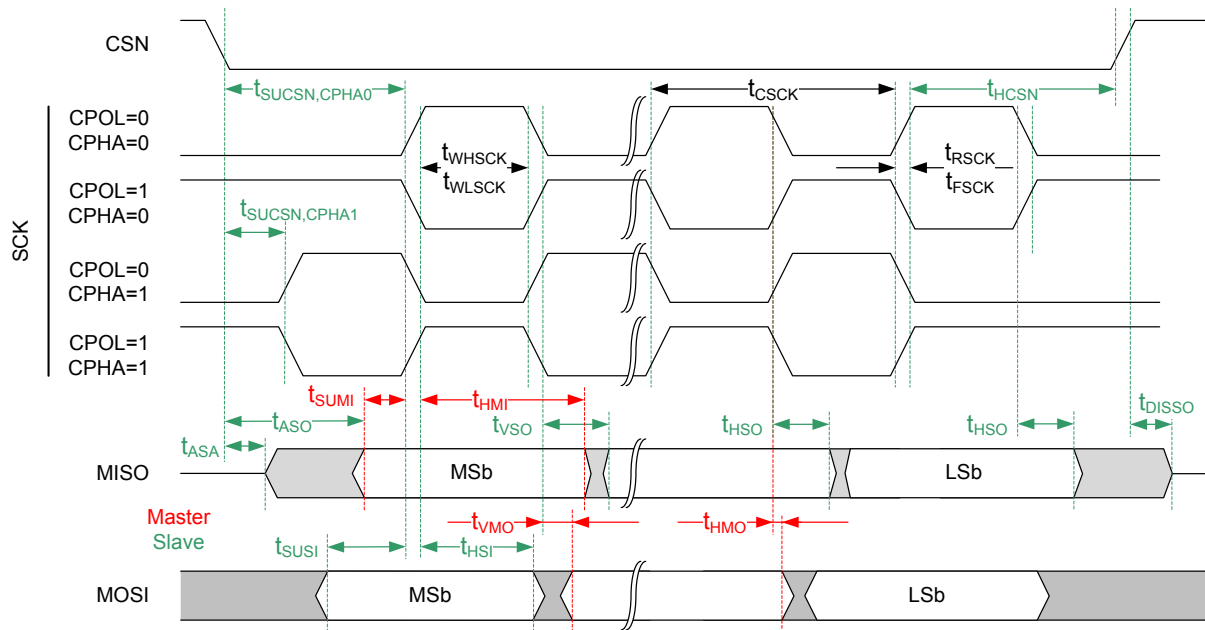 CSN
tSUCSN,CPHA0
tCSCK
tHCSN
SCK
CPOL=0
CPHA=0
tWHSCK
tWLSCK
tRSCK
tFSCK
CPOL=1
CPHA=0
tSUCSN,CPHA1
CPOL=0
CPHA=1
CPOL=1
CPHA=1
tSUMI
tHMI
tASO
tVSO
tHSO
tHSO
tDISSO
tASA
MISO
MSb
LSb
Master
Slave
tVMO
tHMO
tSUSI
tHSI
MOSI
MSb
LSb